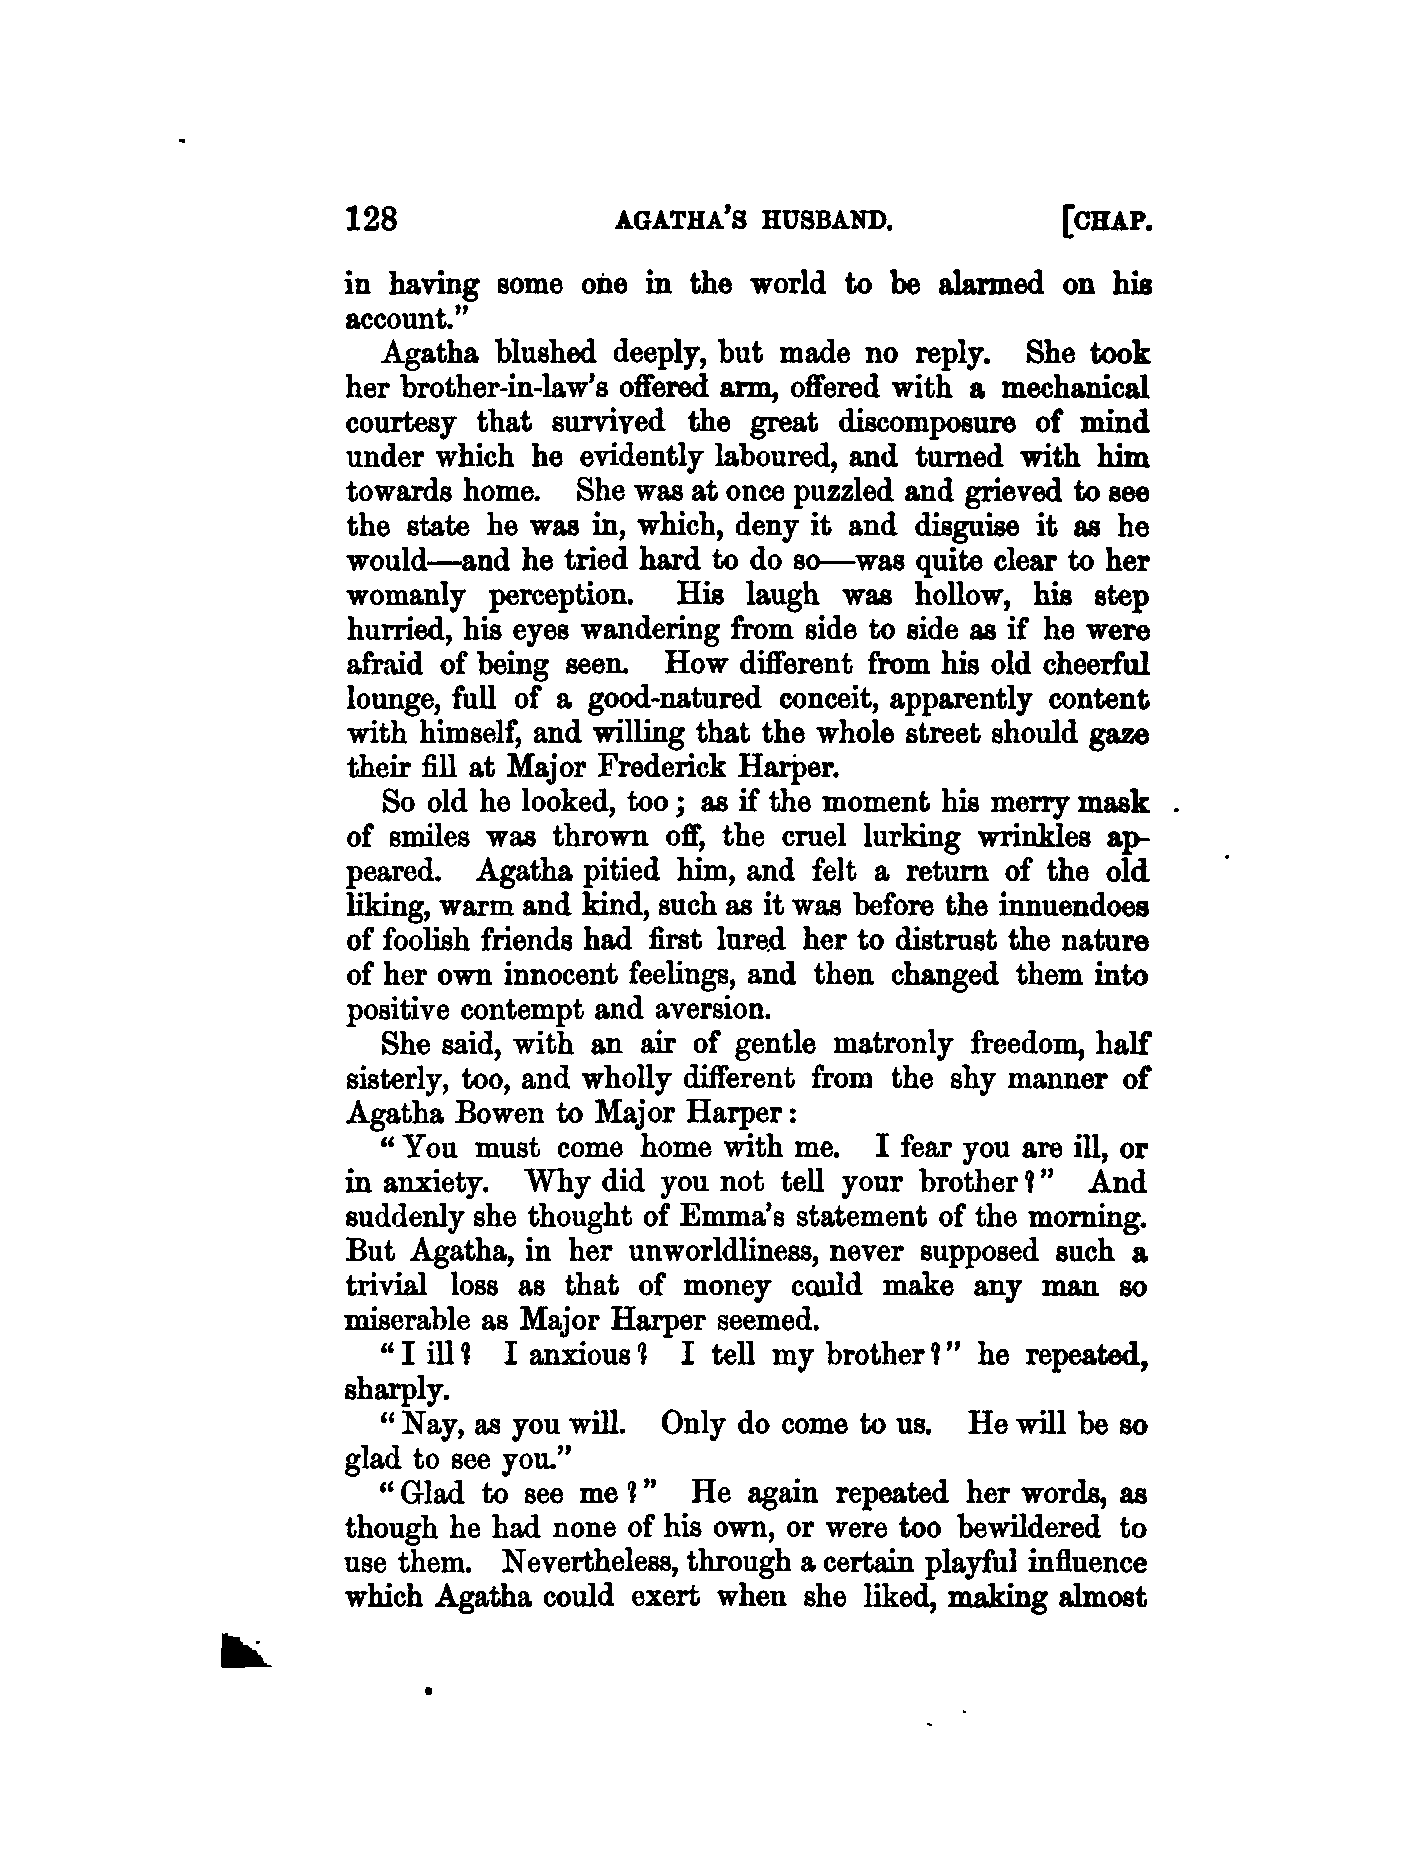 128 AGATHA'S HUSBAND. [CHAP.
in having some one in the world to be alarmed on his
account."
Agatha blushed deeply, but made no reply. She took
her brother-in-law's offered arm, offered with a mechanical
courtesy that survived the great discomposure of mind
under which he evidently laboured, and turned with him
towards home. She was at once puzzled and grieved to see
the state he was in, which, deny it and disguise it as he
would—and he tried hard to do so—was quite clear to her
womanly perception. His laugh was hollow, his step
hurried, his eyes wandering from side to side as if he were
afraid of being seen. How different from his old cheerful
lounge, full of a good-natured conceit, apparently content
with himself, and willing that the whole street should gaze
their fill at Major Frederick Harper.
So old he looked, too; as if the moment his merry mask
of smiles was thrown off, the cruel lurking wrinkles ap-
peared. Agatha pitied him, and felt a return of the old
liking, warm and kind, such as it was before the innuendoes
of foolish friends had first lured her to distrust the nature
of her own innocent feelings, and then changed them into
positive contempt and aversion.
She said, with an air of gentle matronly freedom, half
sisterly, too, and wholly different from the shy manner of
Agatha Bowen to Major Harper:
"You must come home with me. I fear you are ill, or
in anxiety. Why did you not tell your brother?" And
suddenly she thought of Emma's statement of the morning.
But Agatha, in her unworldliness, never supposed such a
trivial loss as that of money could make any man so
miserable as Major Harper seemed.
"I ill? I anxious? I tell my brother?" he repeated,
sharply.
"Nay, as you will. Only do come to us. He will be so
glad to see you."
"Glad to see me?" He again repeated her words, as
though he had none of his own, or were too bewildered to
use them. Nevertheless, through a certain playful influence
which Agatha could exert when she liked, making almost